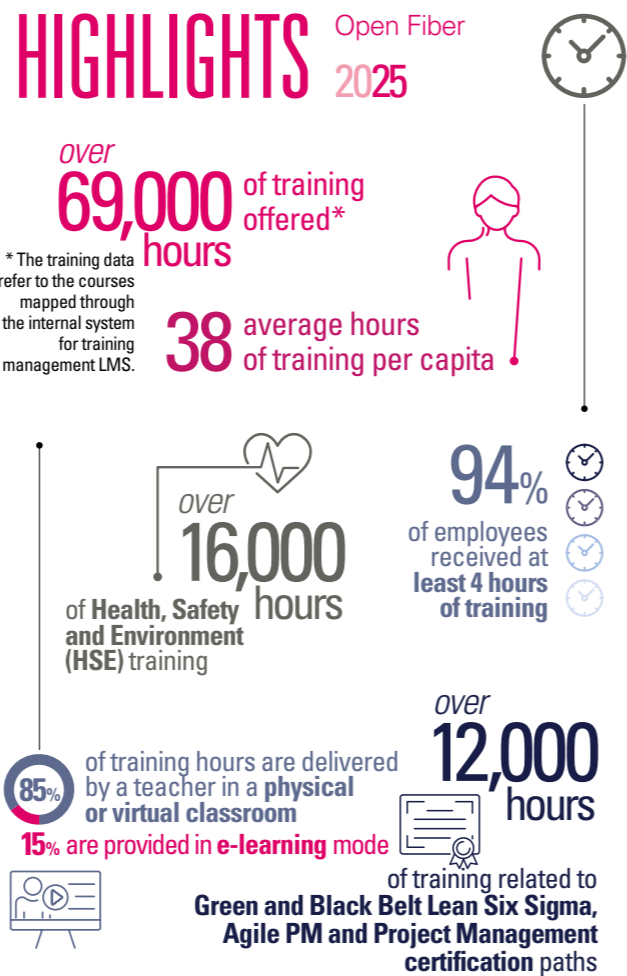 HIGHLIGHTS
Open Fiber
2025
over
69,000
hours
of training
offered*
* The training data
refer to the courses
mapped through
the internal system
for training
management LMS.
38
average hours
of training per capita
over
16,000
hours
of Health, Safety
and Environment
(HSE) training
94%
of employees
received at
least 4 hours
of training
85%
of training hours are delivered
by a teacher in a physical
or virtual classroom
15% are provided in e-learning mode
over
12,000
hours
of training related to
Green and Black Belt Lean Six Sigma,
Agile PM and Project Management
certification paths